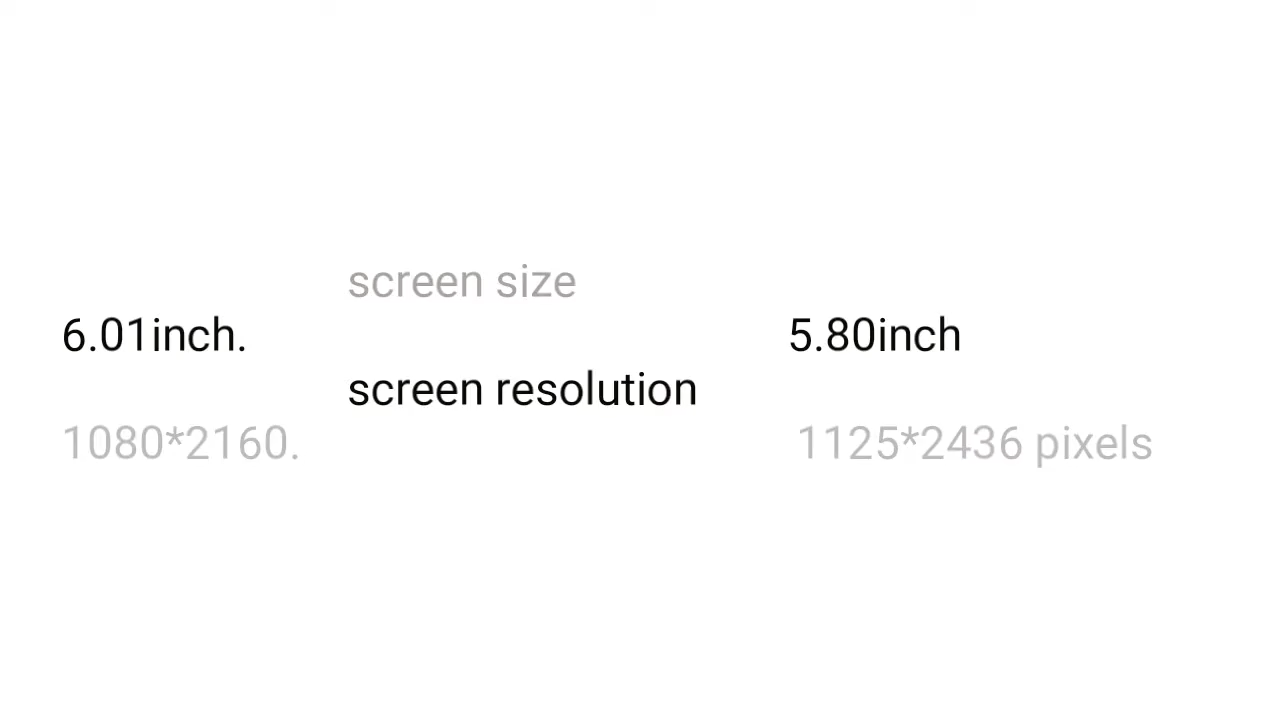 screen size
6.01inch. 5.80inch
screen resolution
1080*2160. 1125*2436 pixels